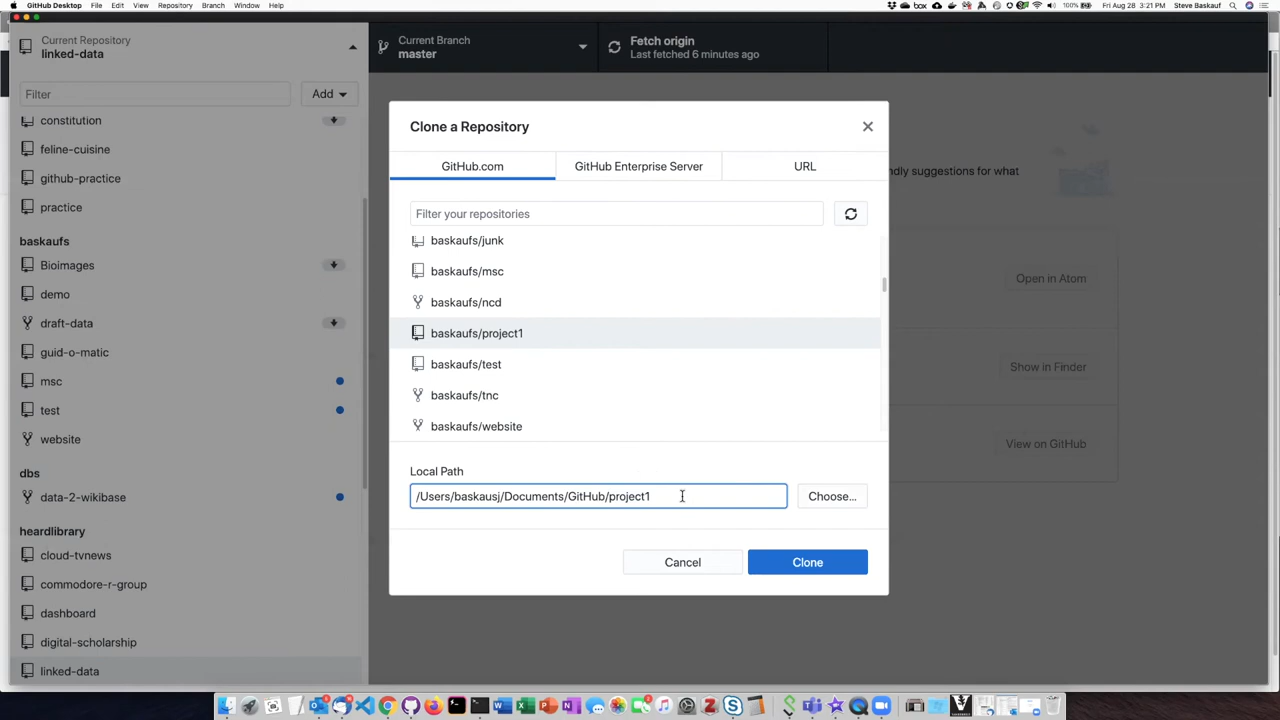 GitHub Desktop File Edit View Repository Branch Window Help
box 100% Fri Aug 28 3:21 PM Steve Baskauf
Current Repository
linked-data
Current Branch
master
Fetch origin
Last fetched 6 minutes ago
Filter
Add
constitution
feline-cuisine
github-practice
practice
baskaufs
Bioimages
demo
draft-data
guid-o-matic
msc
test
website
dbs
data-2-wikibase
heardlibrary
cloud-tvnews
commodore-r-group
dashboard
digital-scholarship
linked-data
Clone a Repository
GitHub.com
GitHub Enterprise Server
URL
Filter your repositories
baskaufs/junk
baskaufs/msc
baskaufs/ncd
baskaufs/project1
baskaufs/test
baskaufs/tnc
baskaufs/website
Local Path
/Users/baskausj/Documents/GitHub/project1
Choose...
Cancel
Clone
ndly suggestions for what
Open in Atom
Show in Finder
View on GitHub